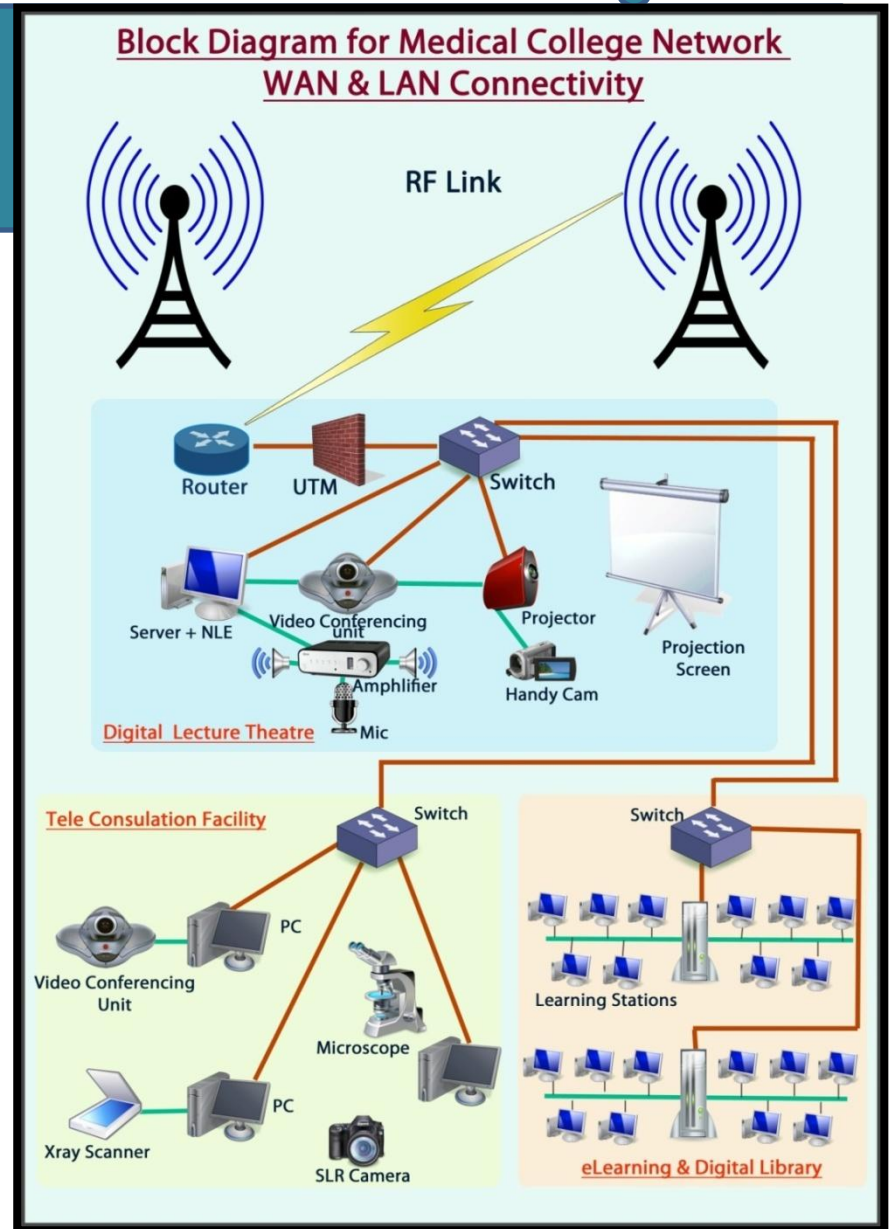 Block Diagram for Medical College Network
WAN & LAN Connectivity
RF Link
Router
UTM
Switch
Server + NLE
Video Conferencing
unit
Projector
Projection
Screen
Amphlifier
Handy Cam
Mic
Digital Lecture Theatre
Tele Consulation Facility
Switch
PC
Video Conferencing
Unit
Microscope
PC
Xray Scanner
SLR Camera
Switch
Learning Stations
eLearning & Digital Library